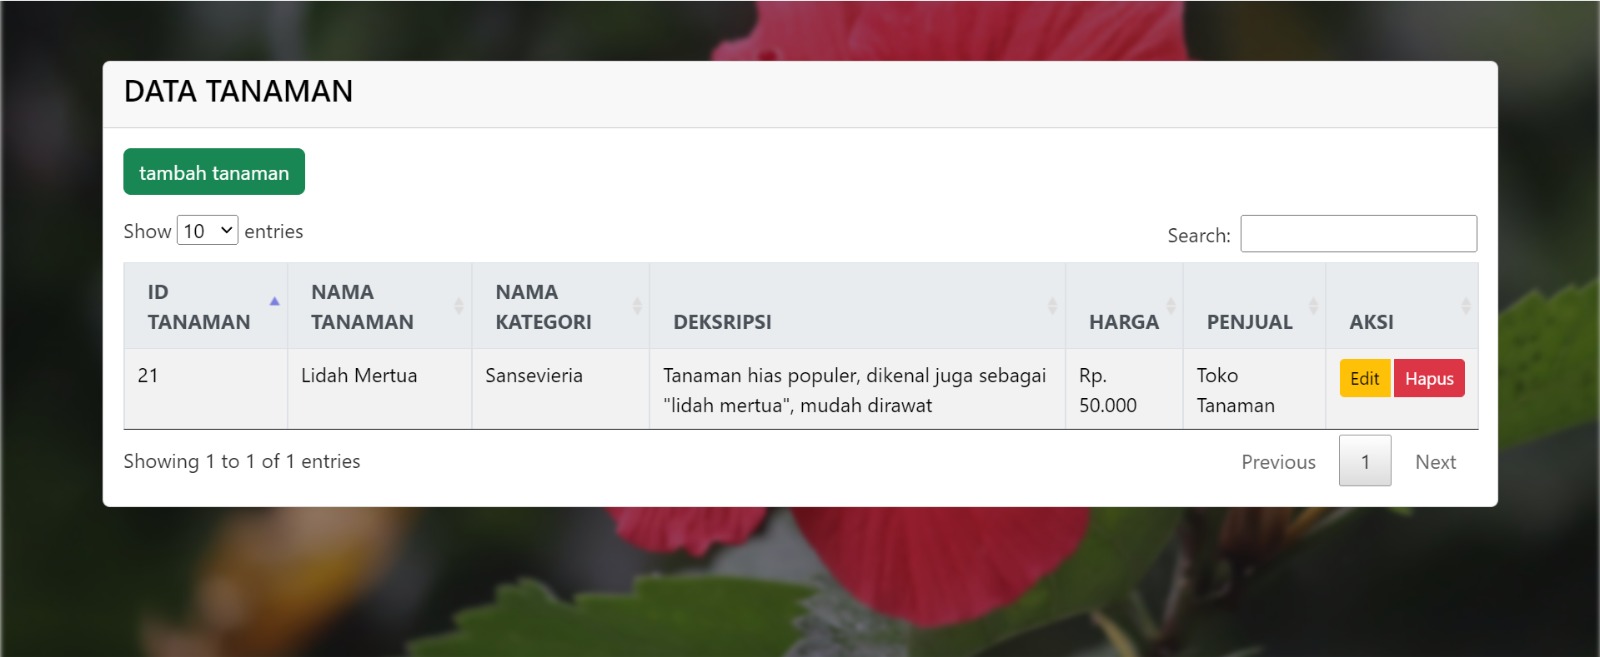 DATA TANAMAN
tambah tanaman
Show 10 entries
Search:
ID TANAMAN
NAMA TANAMAN
NAMA KATEGORI
DEKSRIPSI
HARGA
PENJUAL
AKSI
21
Lidah Mertua
Sansevieria
Tanaman hias populer, dikenal juga sebagai
"lidah mertua", mudah dirawat
Rp.
50.000
Toko
Tanaman
Edit
Hapus
Showing 1 to 1 of 1 entries
Previous 1 Next